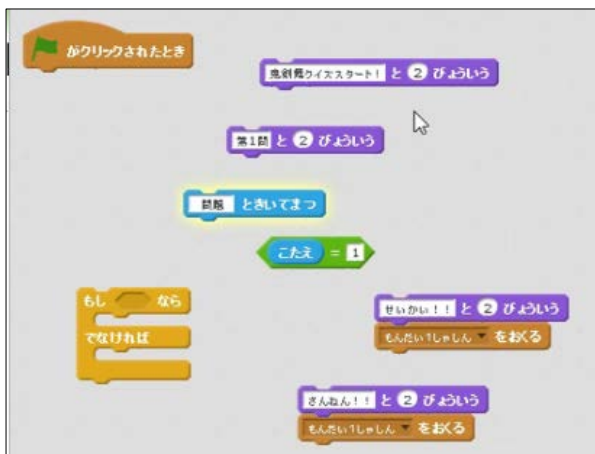 がクリックされたとき
鬼剣舞クイズスタート! と 2 びょういう
第1問 と 2 びょういう
問題 ときいてまつ
こたえ = 1
もし なら
でなければ
せいかい!! と 2 びょういう
もんだい1しゃしん をおくる
ざんねん!! と 2 びょういう
もんだい1しゃしん をおくる